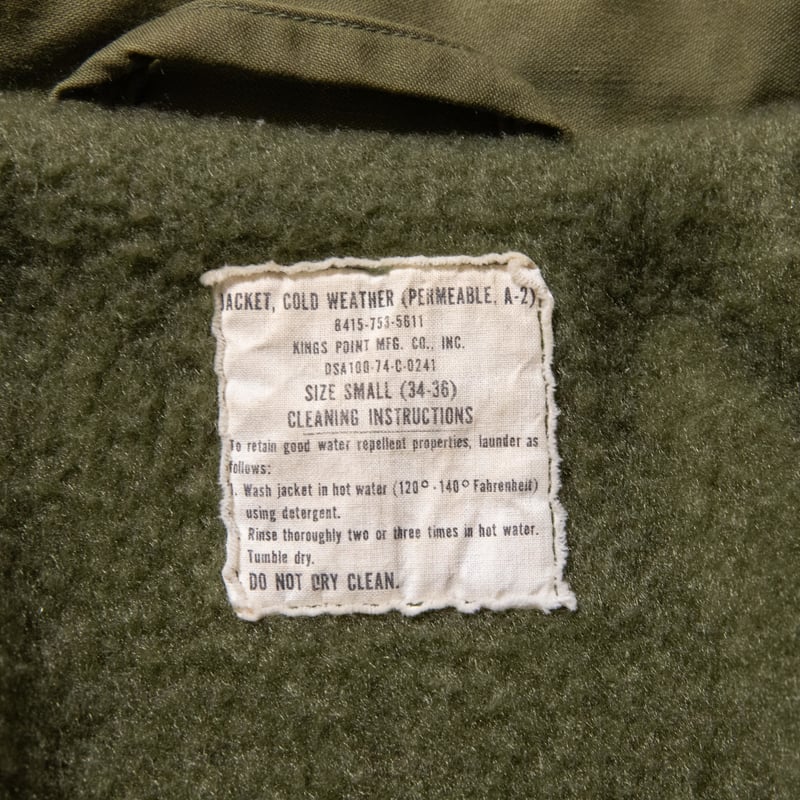 JACKET, COLD WEATHER (PERMEABLE, A-2)
8415-753-5611
KINGS POINT MFG. CO., INC.
DSA100-74-C-0241
SIZE SMALL (34-36)
CLEANING INSTRUCTIONS
To retain good water repellent properties, launder as
follows:
1. Wash jacket in hot water (120° - 140° Fahrenheit)
using detergent.
Rinse thoroughly two or three times in hot water.
Tumble dry.
DO NOT DRY CLEAN.